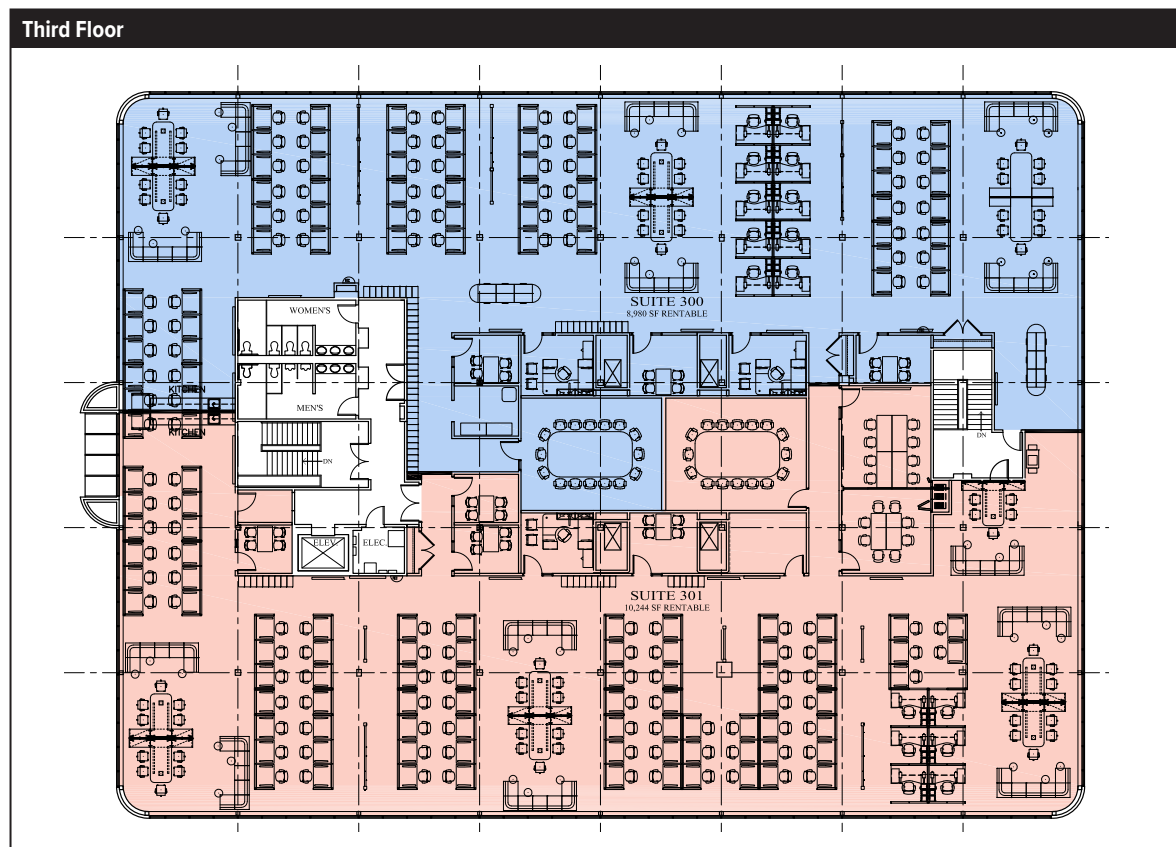 Third Floor
WOMEN'S
SUITE 300
8,980 SF RENTABLE
KITCHEN
MEN'S
KITCHEN
DN
DN
ELEV.
ELEC.
SUITE 301
10,244 SF RENTABLE
L